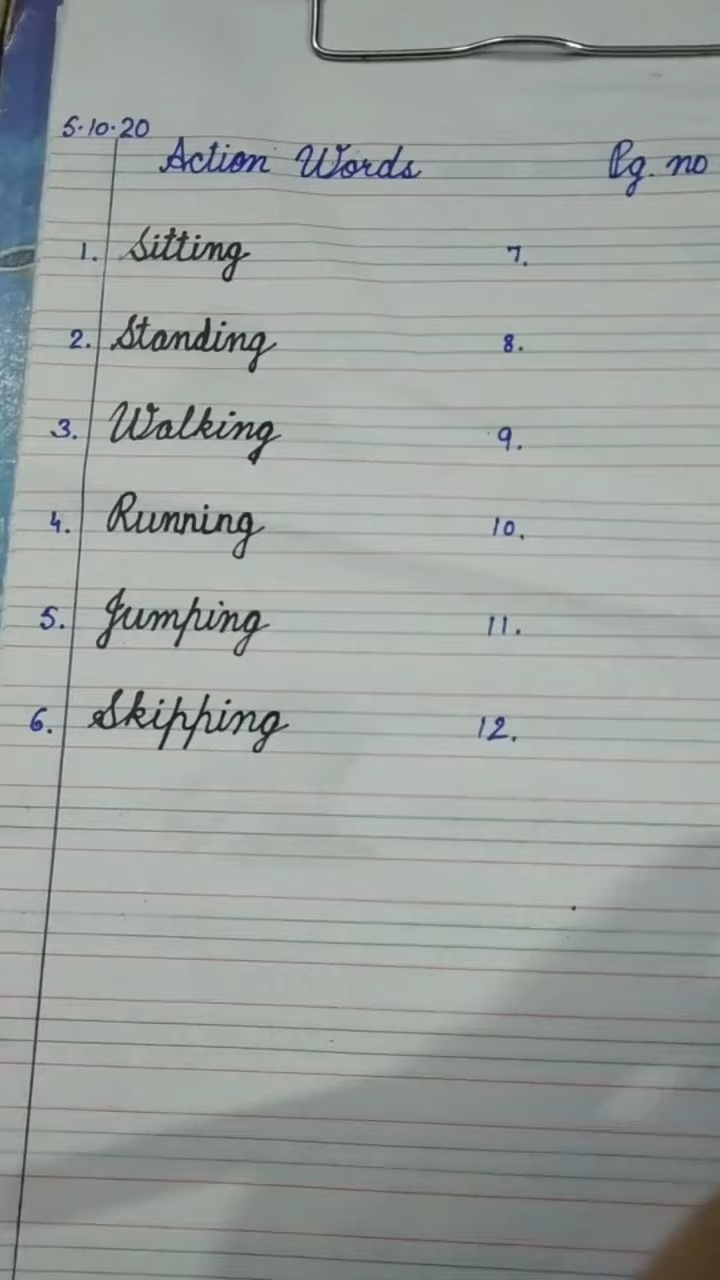 5.10.20
Action Words Pg. no
1. Sitting 7.
2. Standing 8.
3. Walking 9.
4. Running 10.
5. Jumping 11.
6. Skipping 12.